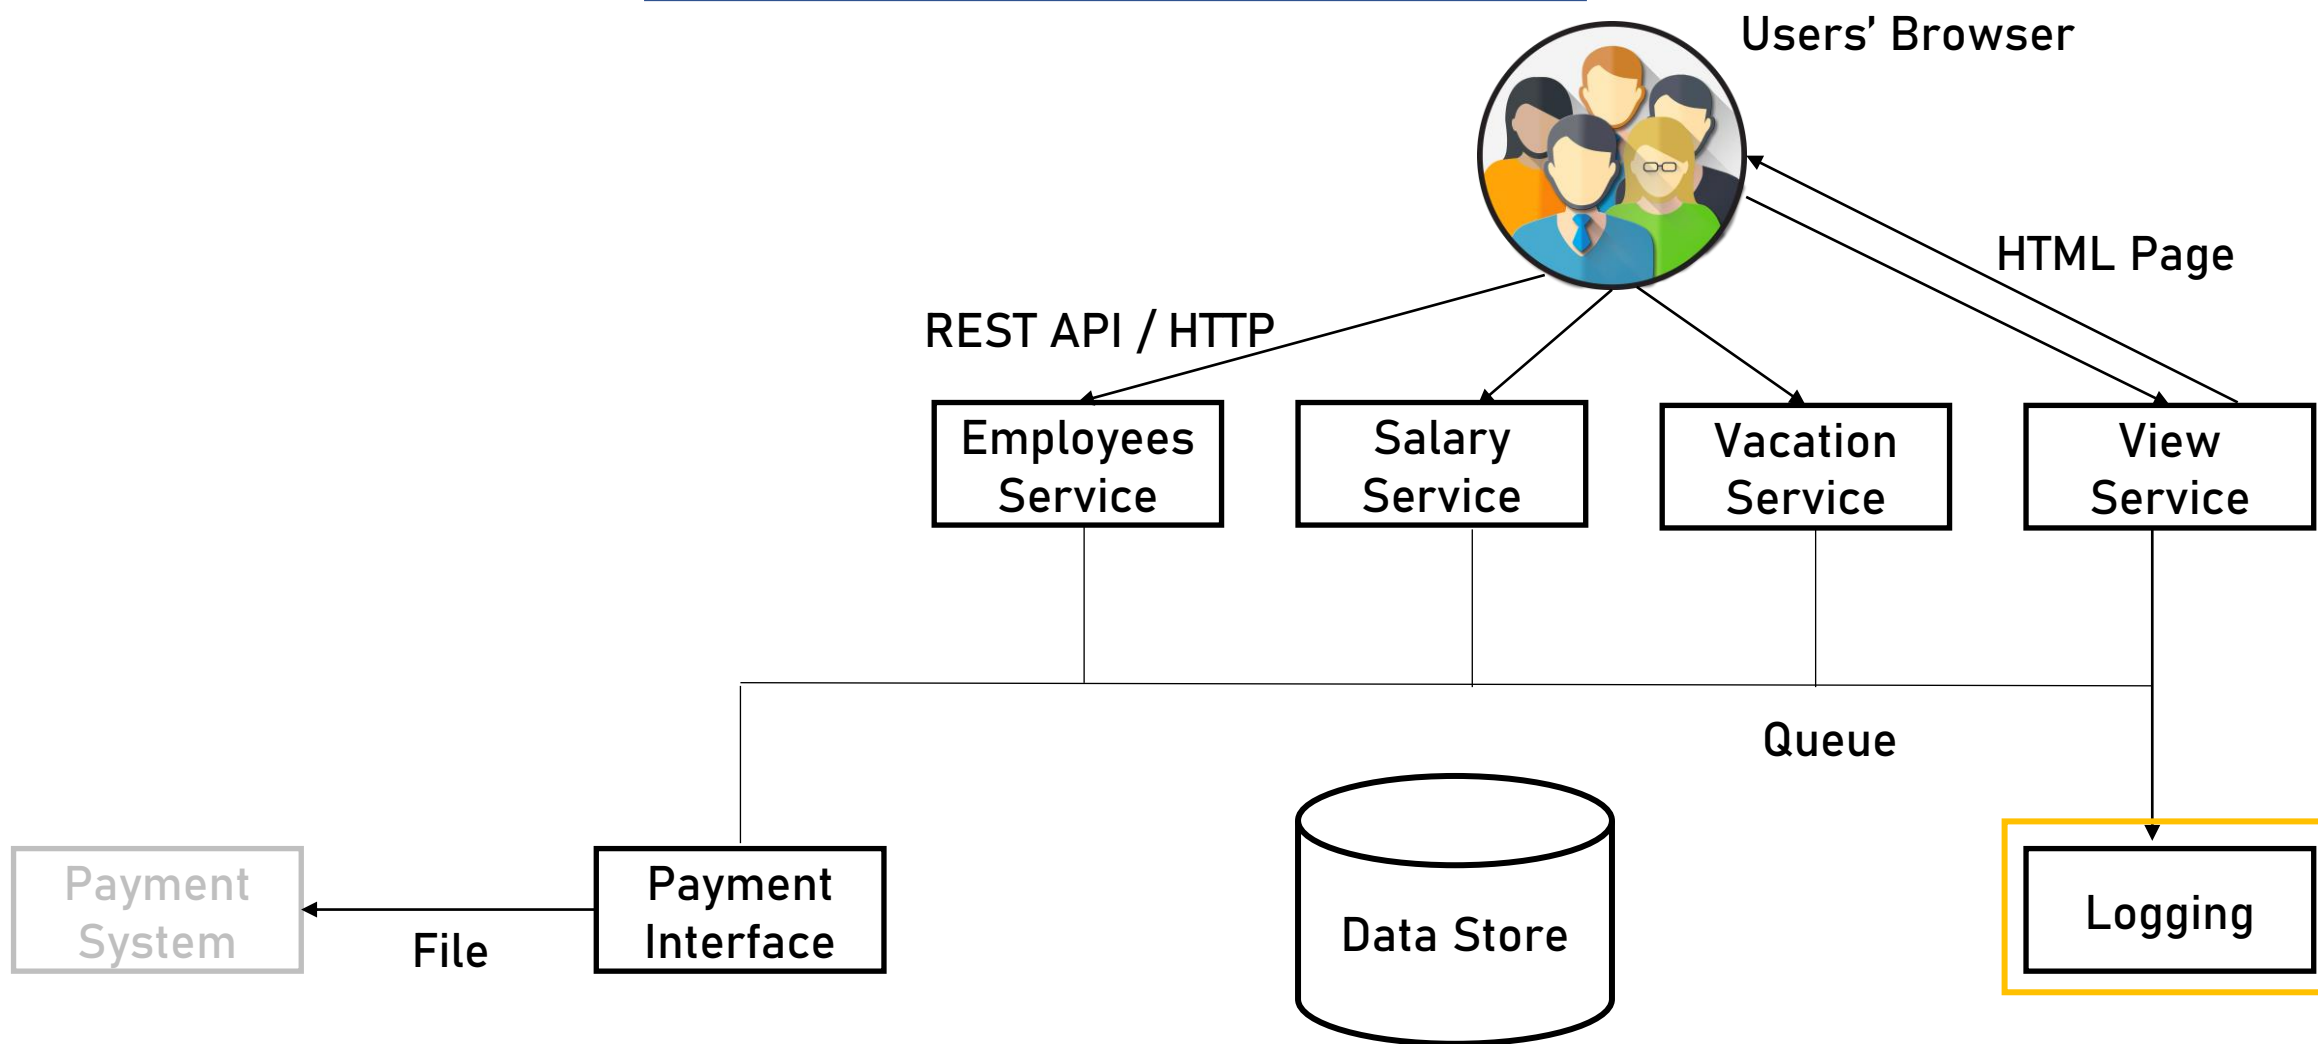 Users’ Browser
HTML Page
REST API / HTTP
Employees
Service
Salary
Service
Vacation
Service
View
Service
Queue
Payment
System
File
Payment
Interface
Data Store
Logging